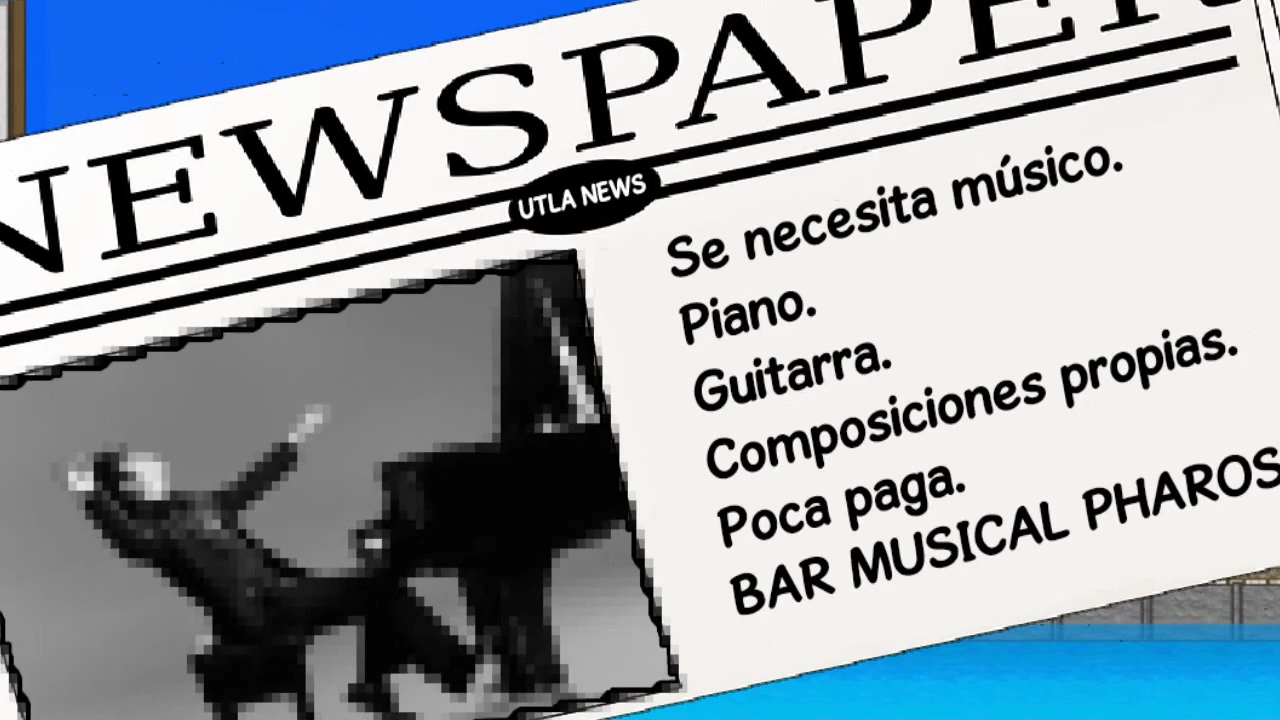 NEWSPAPER
UTLA NEWS
Se necesita músico.
Piano.
Guitarra.
Composiciones propias.
Poca paga.
BAR MUSICAL PHAROS